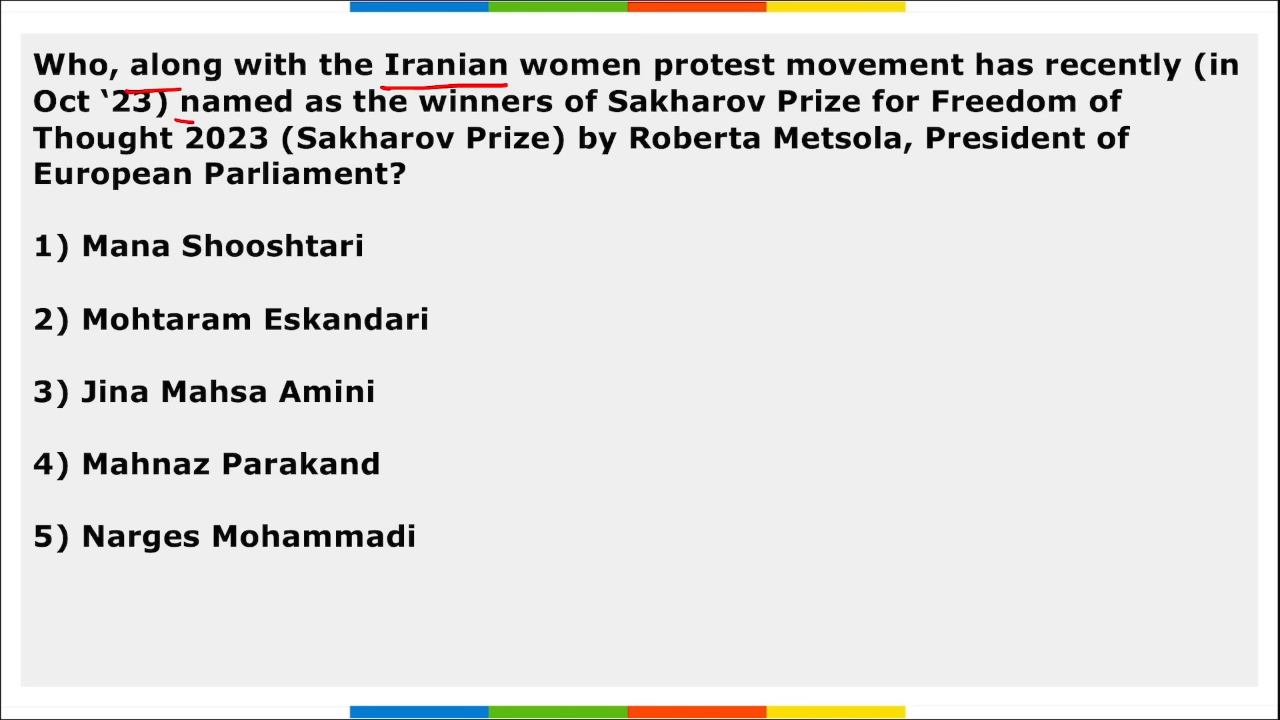 Who, along with the Iranian women protest movement has recently (in
Oct ‘23) named as the winners of Sakharov Prize for Freedom of
Thought 2023 (Sakharov Prize) by Roberta Metsola, President of
European Parliament?
1) Mana Shooshtari
2) Mohtaram Eskandari
3) Jina Mahsa Amini
4) Mahnaz Parakand
5) Narges Mohammadi